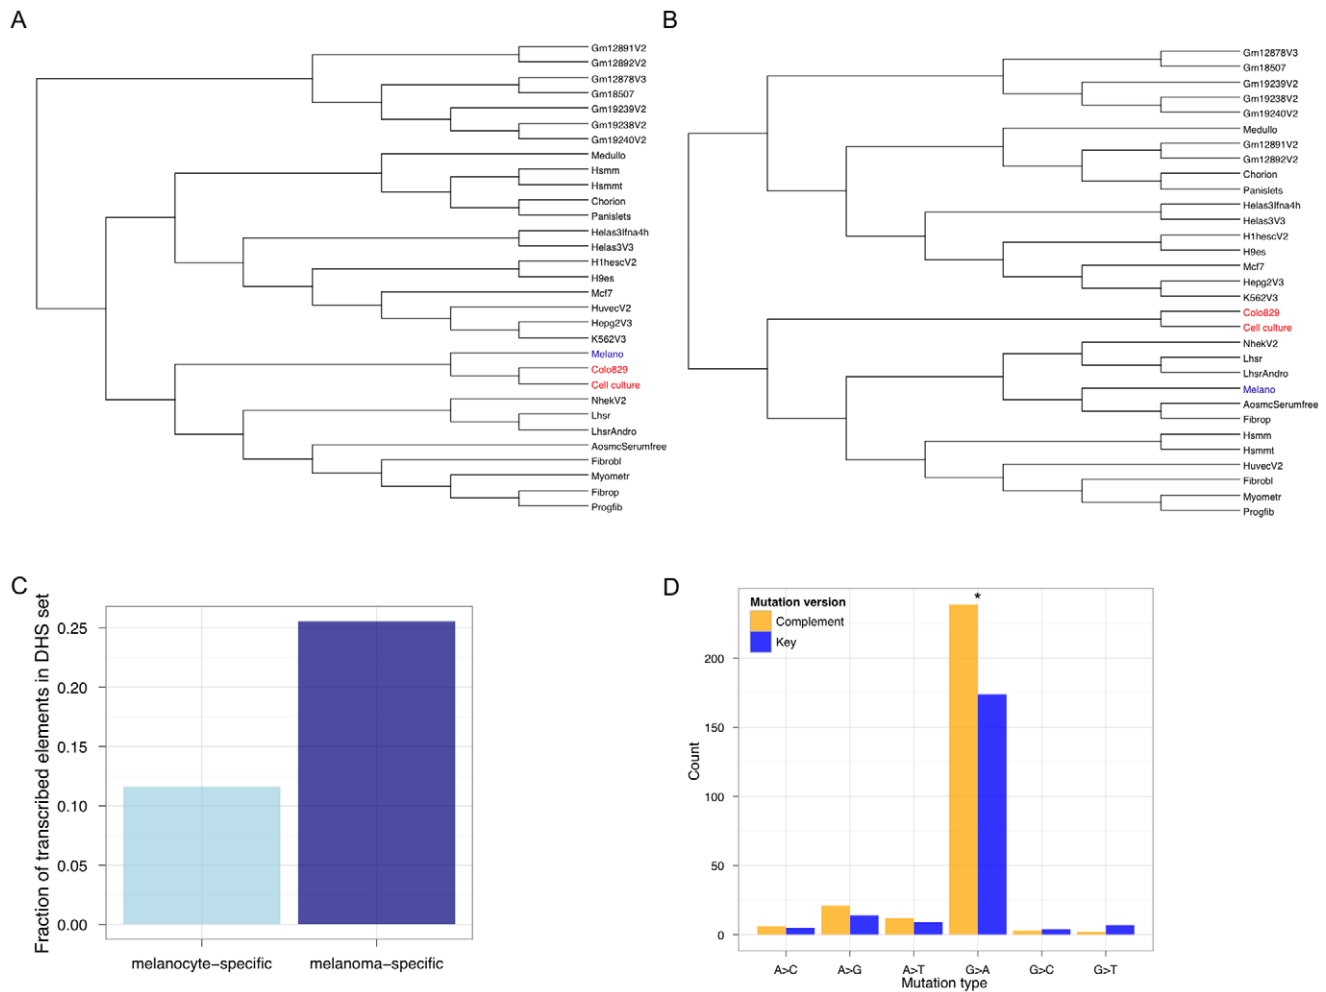 A
Gm12891V2
Gm12892V2
Gm12878V3
Gm18507
Gm19239V2
Gm19238V2
Gm19240V2
Medullo
Hsmm
Hsmmt
Chorion
Panislets
Helas3Ifna4h
Helas3V3
H1hescV2
H9es
Mcf7
HuvecV2
Hepg2V3
K562V3
Melano
Colo829
Cell culture
NhekV2
Lhsr
LhsrAndro
AosmcSerumfree
Fibrobl
Myometr
Fibrop
Progfib
B
Gm12878V3
Gm18507
Gm19239V2
Gm19238V2
Gm19240V2
Medullo
Gm12891V2
Gm12892V2
Chorion
Panislets
Helas3Ifna4h
Helas3V3
H1hescV2
H9es
Mcf7
Hepg2V3
K562V3
Colo829
Cell culture
NhekV2
Lhsr
LhsrAndro
Melano
AosmcSerumfree
Fibrop
Hsmm
Hsmmt
HuvecV2
Fibrobl
Myometr
Progfib
C
Fraction of transcribed elements in DHS set
0.25
0.20
0.15
0.10
0.05
0.00
melanocyte-specific
melanoma-specific
D
Mutation version
Complement
Key
*
Count
200
150
100
50
0
A>C
A>G
A>T
G>A
G>C
G>T
Mutation type